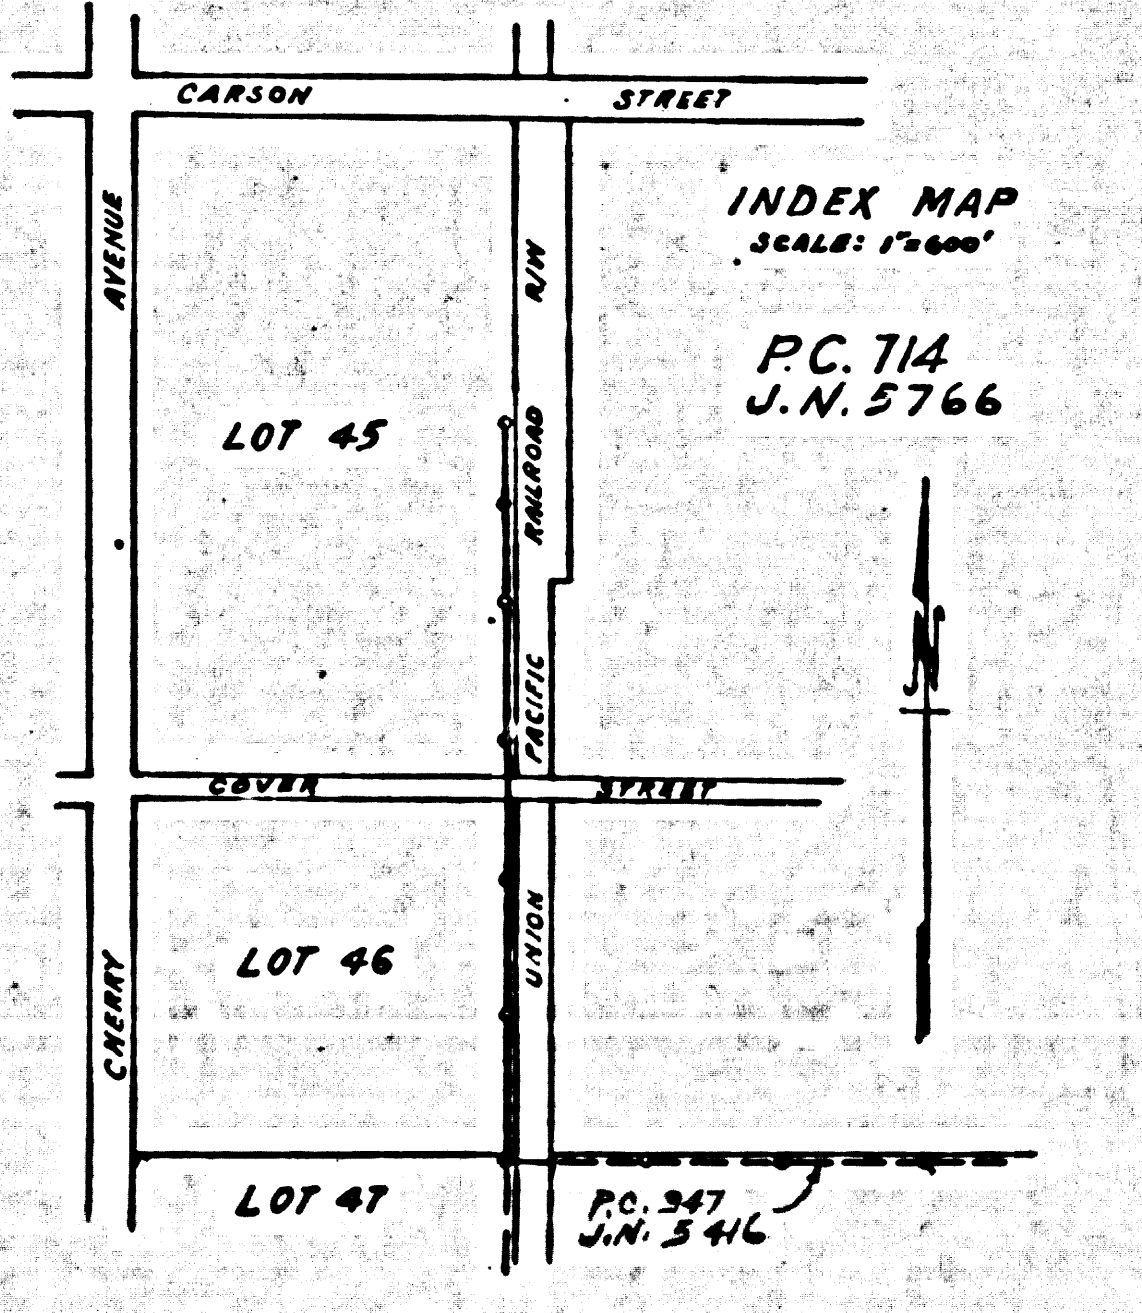 CARSON STREET
INDEX MAP
SCALE: 1"=600'
P.C. 714
J.N. 5766
CHERRY AVENUE
UNION PACIFIC RAILROAD R/W
LOT 45
N
COVER STREET
LOT 46
LOT 47
P.C. 347
J.N. 5416